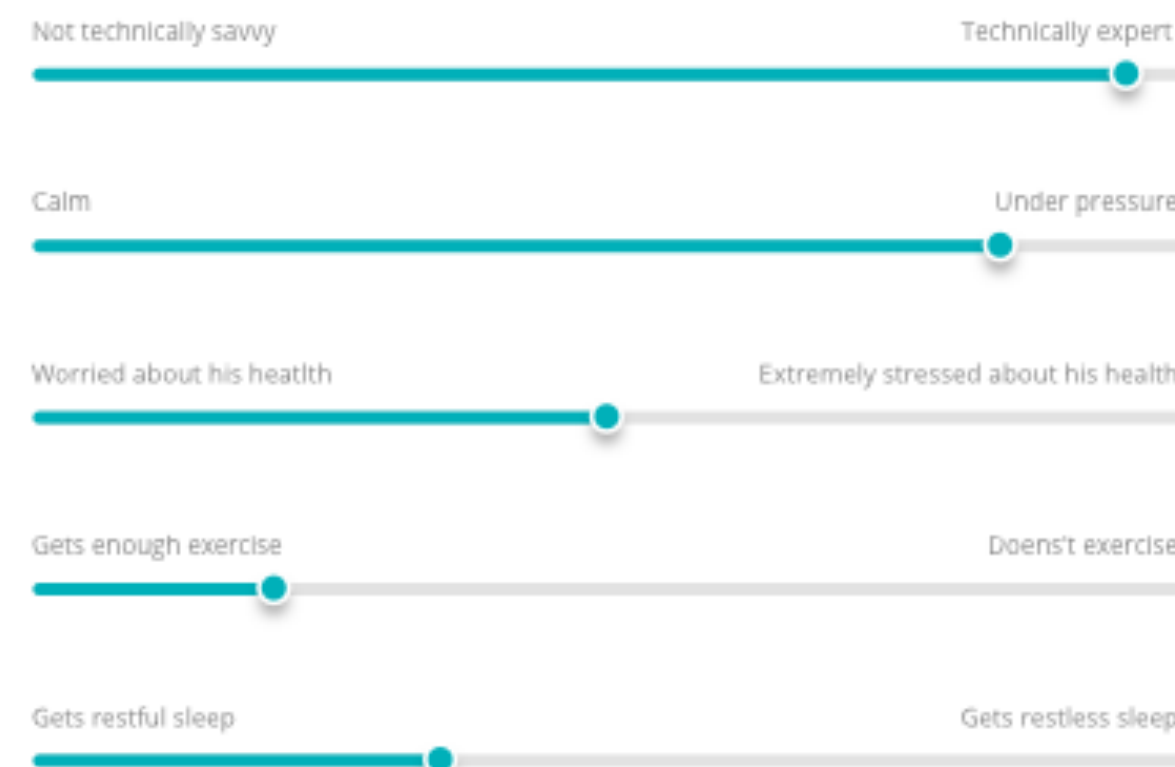 Not technically savvy
Technically expert
Calm
Under pressure
Worried about his heatlth
Extremely stressed about his health
Gets enough exercise
Doens't exercise
Gets restful sleep
Gets restless sleep